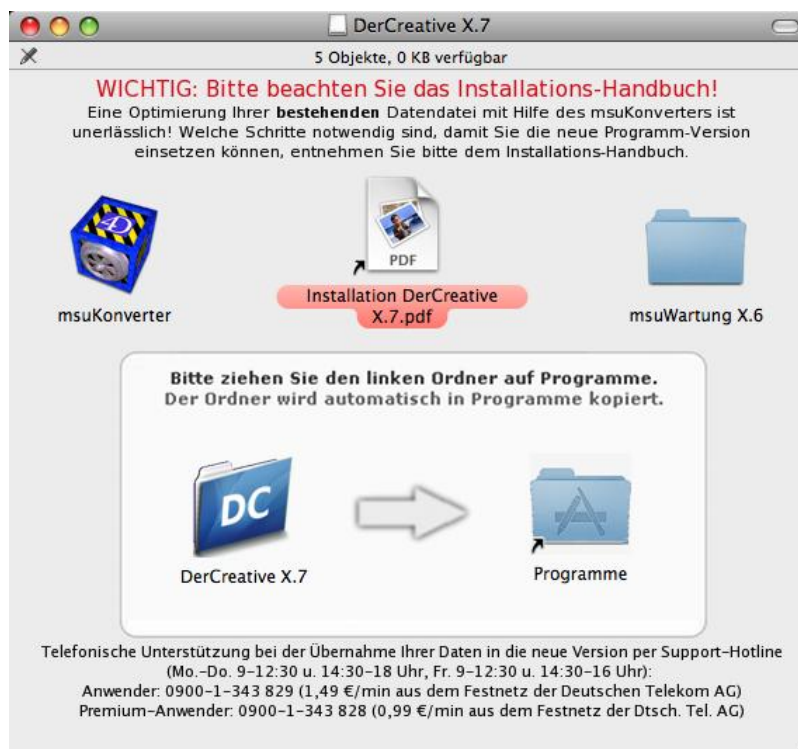 DerCreative X.7
5 Objekte, 0 KB verfügbar
WICHTIG: Bitte beachten Sie das Installations-Handbuch!
Eine Optimierung Ihrer bestehenden Datendatei mit Hilfe des msuKonverters ist
unerlässlich! Welche Schritte notwendig sind, damit Sie die neue Programm-Version
einsetzen können, entnehmen Sie bitte dem Installations-Handbuch.
4D
PDF
msuKonverter
Installation DerCreative
X.7.pdf
msuWartung X.6
Bitte ziehen Sie den linken Ordner auf Programme.
Der Ordner wird automatisch in Programme kopiert.
DC
DerCreative X.7
Programme
Telefonische Unterstützung bei der Übernahme Ihrer Daten in die neue Version per Support-Hotline
(Mo.-Do. 9-12:30 u. 14:30-18 Uhr, Fr. 9-12:30 u. 14:30-16 Uhr):
Anwender: 0900-1-343 829 (1,49 €/min aus dem Festnetz der Deutschen Telekom AG)
Premium-Anwender: 0900-1-343 828 (0,99 €/min aus dem Festnetz der Dtsch. Tel. AG)